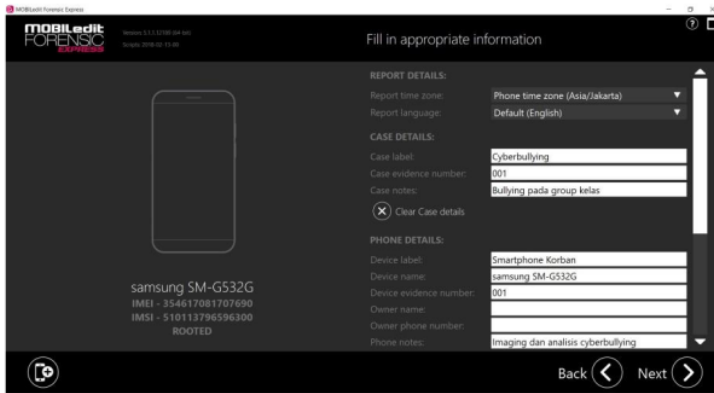 MOBILedit Forensic Express
MOBILedit
FORENSIC
EXPRESS
Fill in appropriate information
REPORT DETAILS:
Report time zone: Phone time zone (Asia/Jakarta)
Report language: Default (English)
CASE DETAILS:
Case label: Cyberbullying
Case evidence number: 001
Case notes: Bullying pada group kelas
Clear Case details
PHONE DETAILS:
Device label: Smartphone Korban
Device name: samsung SM-G532G
Device evidence number: 001
Owner name:
Owner phone number:
Phone notes: Imaging dan analisis cyberbullying
samsung SM-G532G
IMEI - 354617081707690
IMSI - 510113796596300
ROOTED
Back
Next